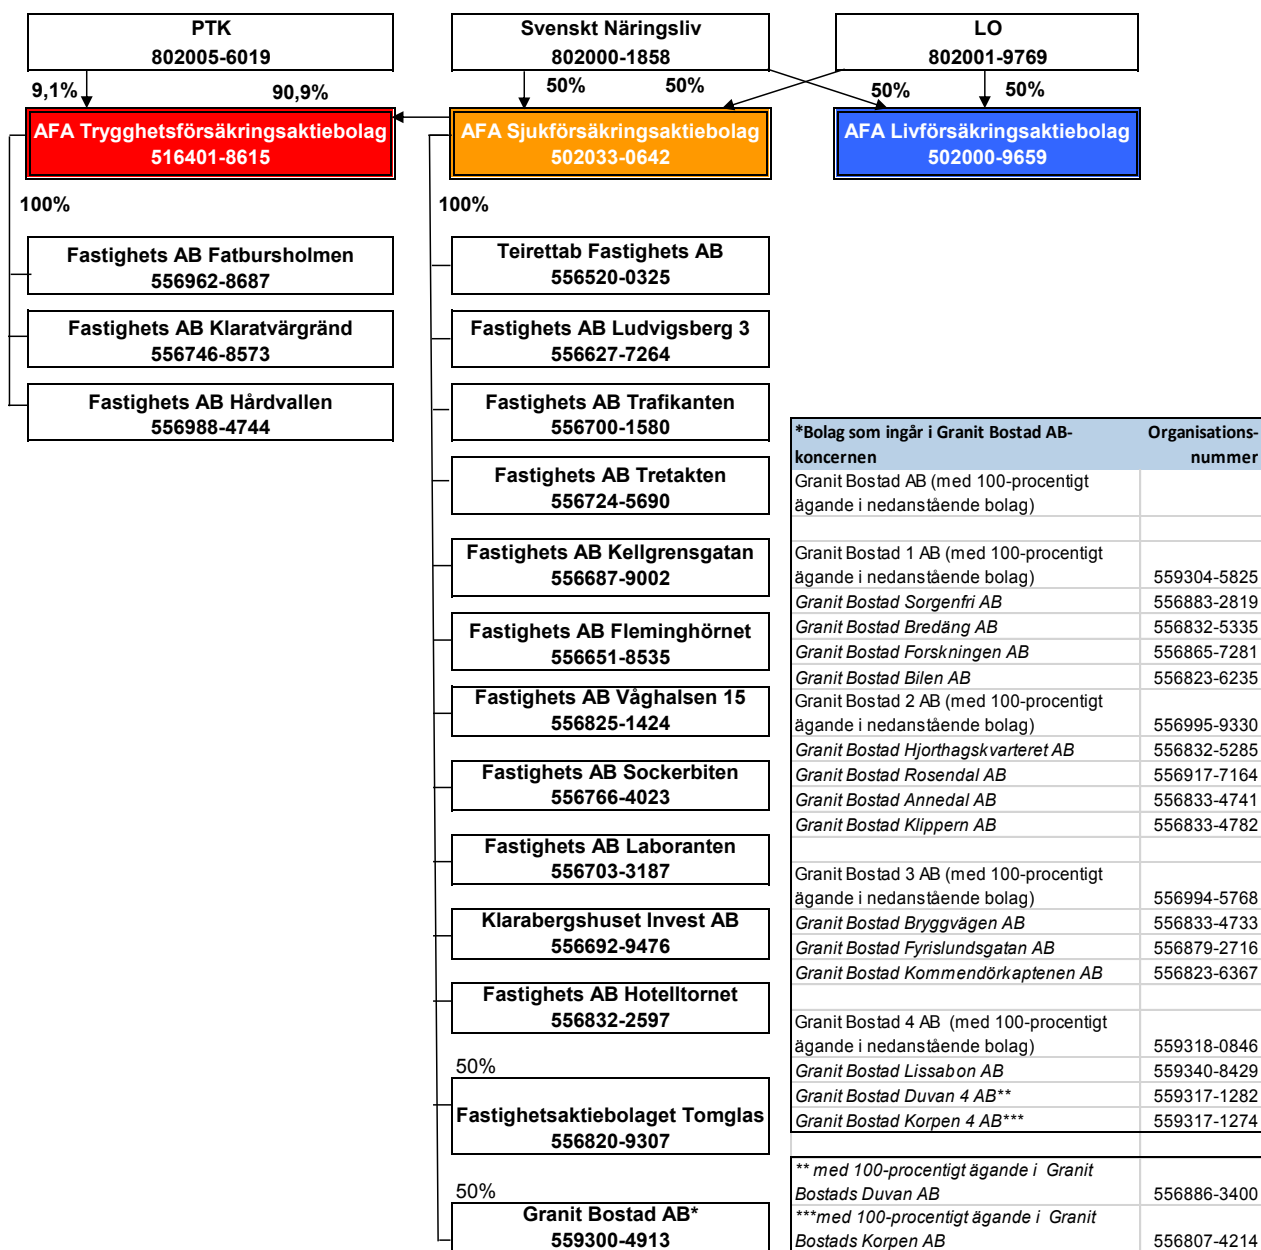 PTK
802005-6019
Svenskt Näringsliv
802000-1858
LO
802001-9769
9,1%
90,9%
50%
50%
50%
50%
AFA Trygghetsförsäkringsaktiebolag
516401-8615
AFA Sjukförsäkringsaktiebolag
502033-0642
AFA Livförsäkringsaktiebolag
502000-9659
100%
Fastighets AB Fatbursholmen
556962-8687
Fastighets AB Klaratvärgränd
556746-8573
Fastighets AB Hårdvallen
556988-4744
100%
Teirettab Fastighets AB
556520-0325
Fastighets AB Ludvigsberg 3
556627-7264
Fastighets AB Trafikanten
556700-1580
Fastighets AB Tretakten
556724-5690
Fastighets AB Kellgrensgatan
556687-9002
Fastighets AB Fleminghörnet
556651-8535
Fastighets AB Våghalsen 15
556825-1424
Fastighets AB Sockerbiten
556766-4023
Fastighets AB Laboranten
556703-3187
Klarabergshuset Invest AB
556692-9476
Fastighets AB Hotelltornet
556832-2597
50%
Fastighetsaktiebolaget Tomglas
556820-9307
50%
Granit Bostad AB*
559300-4913
*Bolag som ingår i Granit Bostad AB- Organisations-
koncernen nummer
Granit Bostad AB (med 100-procentigt
ägande i nedanstående bolag)
Granit Bostad 1 AB (med 100-procentigt
ägande i nedanstående bolag) 559304-5825
Granit Bostad Sorgenfri AB 556883-2819
Granit Bostad Bredäng AB 556832-5335
Granit Bostad Forskningen AB 556865-7281
Granit Bostad Bilen AB 556823-6235
Granit Bostad 2 AB (med 100-procentigt
ägande i nedanstående bolag) 556995-9330
Granit Bostad Hjorthagskvarteret AB 556832-5285
Granit Bostad Rosendal AB 556917-7164
Granit Bostad Annedal AB 556833-4741
Granit Bostad Klippern AB 556833-4782
Granit Bostad 3 AB (med 100-procentigt
ägande i nedanstående bolag) 556994-5768
Granit Bostad Bryggvägen AB 556833-4733
Granit Bostad Fyrislundsgatan AB 556879-2716
Granit Bostad Kommendörkaptenen AB 556823-6367
Granit Bostad 4 AB (med 100-procentigt
ägande i nedanstående bolag) 559318-0846
Granit Bostad Lissabon AB 559340-8429
Granit Bostad Duvan 4 AB** 559317-1282
Granit Bostad Korpen 4 AB*** 559317-1274
** med 100-procentigt ägande i Granit
Bostads Duvan AB 556886-3400
***med 100-procentigt ägande i Granit
Bostads Korpen AB 556807-4214